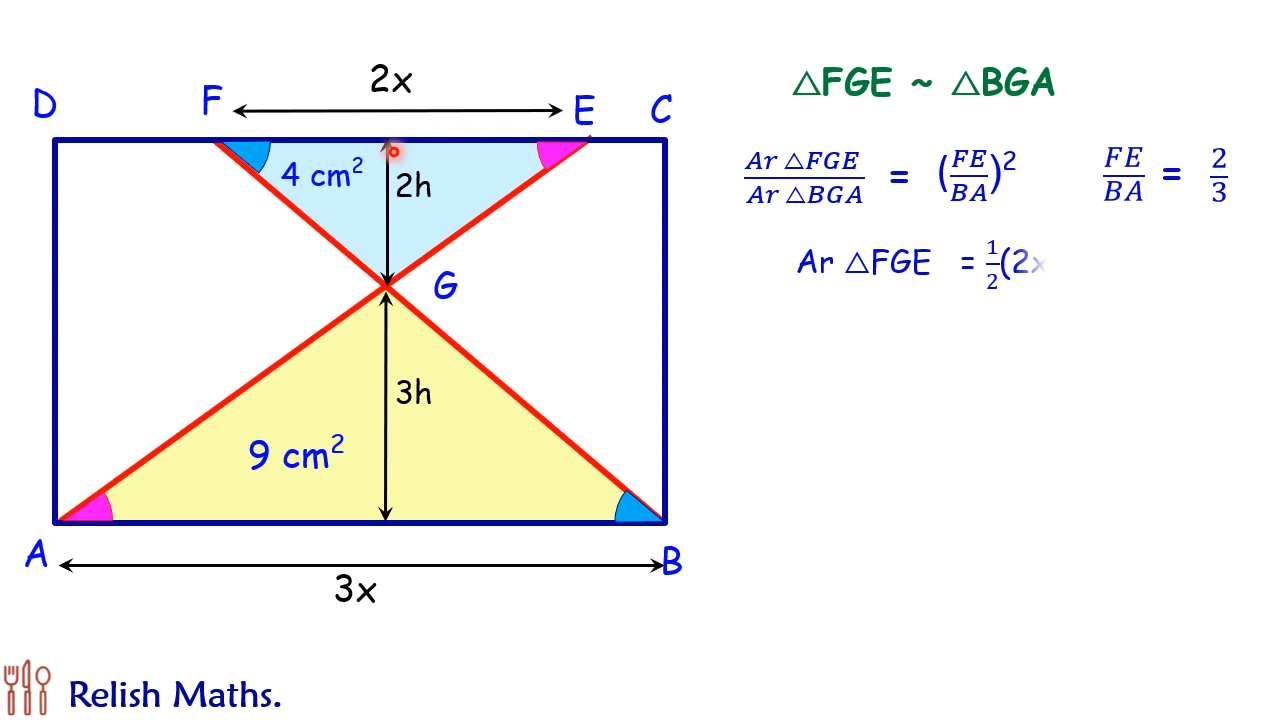 2x
D F E C
4 cm²
2h
G
3h
9 cm²
A B
3x
△FGE ~ △BGA
Ar △FGE / Ar △BGA = (FE/BA)² FE/BA = 2/3
Ar △FGE = 1/2(2x
Relish Maths.